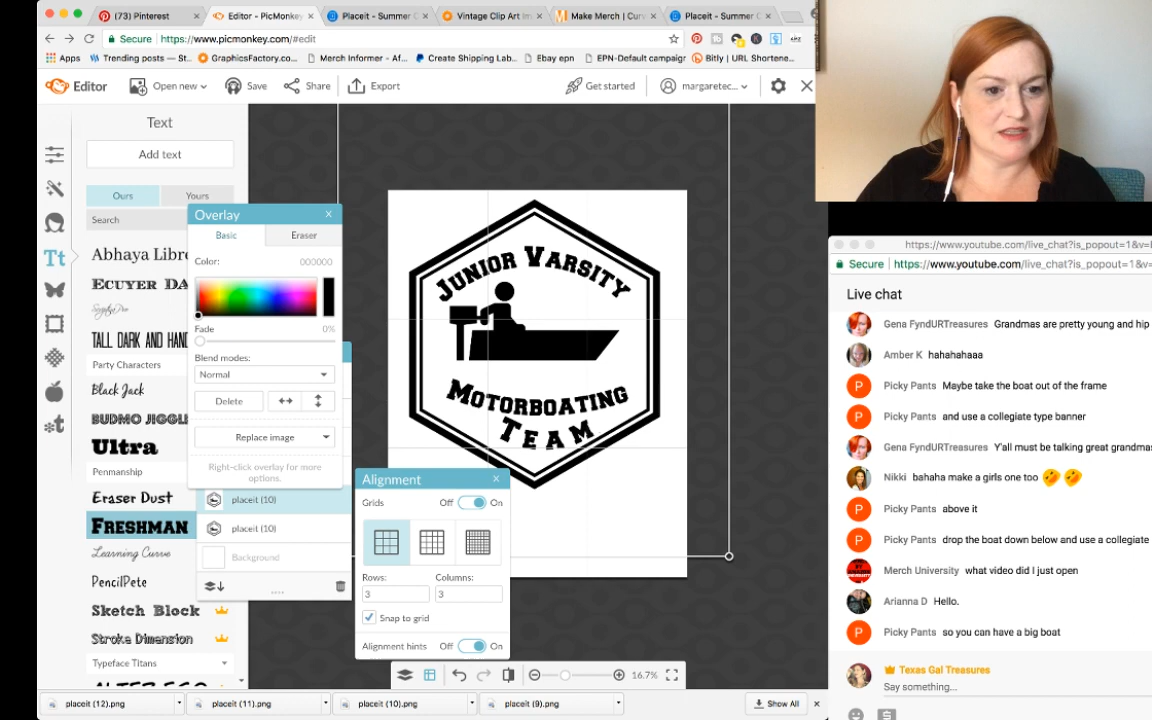 (73) Pinterest
Editor - PicMonkey
Placeit - Summer C
Vintage Clip Art Im
Make Merch | Cur
Placeit - Summer C
Secure
https://www.picmonkey.com/#edit
Apps
Trending posts — St...
GraphicsFactory.co...
Merch Informer - Af...
Create Shipping Lab...
Ebay epn
EPN-Default campaign
Bitly | URL Shortene...
Editor
Open new
Save
Share
Export
Get started
margaretec...
Text
Add text
Ours
Yours
Search
Abhaya Libre
Ecuyer Da
TALL DARK AND HAND
Party Characters
Black Jack
BUDMO JIGGL
Ultra
Penmanship
Eraser Dust
FRESHMAN
Learning Curve
PencilPete
Sketch Block
Stroke Dimension
Typeface Titans
Overlay
Basic
Eraser
Color:
000000
Fade
0%
Blend modes:
Normal
Delete
Replace image
Right-click overlay for more
options.
placeit (10)
placeit (10)
Background
JUNIOR VARSITY
MOTORBOATING
TEAM
Alignment
Grids
Off
On
Rows:
Columns:
3
3
Snap to grid
Alignment hints
Off
On
16.7%
https://www.youtube.com/live_chat?is_popout=1&v=
Secure
https://www.youtube.com/live_chat?is_popout=1&v=
Live chat
Gena FyndURTreasures Grandmas are pretty young and hip
Amber K hahahahaaa
Picky Pants Maybe take the boat out of the frame
Picky Pants and use a collegiate type banner
Gena FyndURTreasures Y'all must be talking great grandmas
Nikki bahaha make a girls one too
Picky Pants above it
Picky Pants drop the boat down below and use a collegiate
Merch University what video did I just open
Arianna D Hello.
Picky Pants so you can have a big boat
Texas Gal Treasures
Say something...
placeit (12).png
placeit (11).png
placeit (10).png
placeit (9).png
Show All